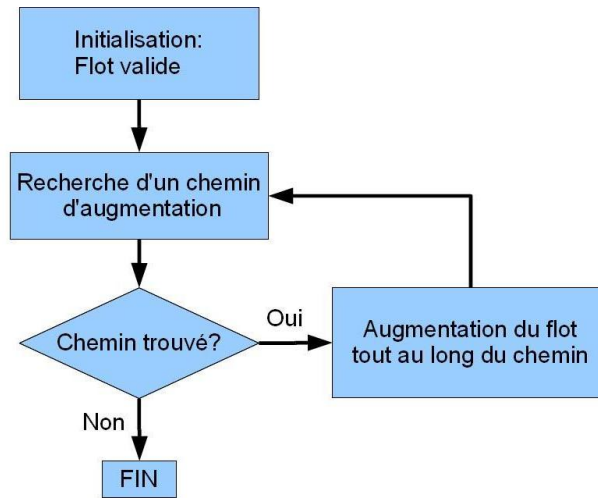 Initialisation:
Flot valide
Recherche d'un chemin
d'augmentation
Chemin trouvé?
Oui
Augmentation du flot
tout au long du chemin
Non
FIN